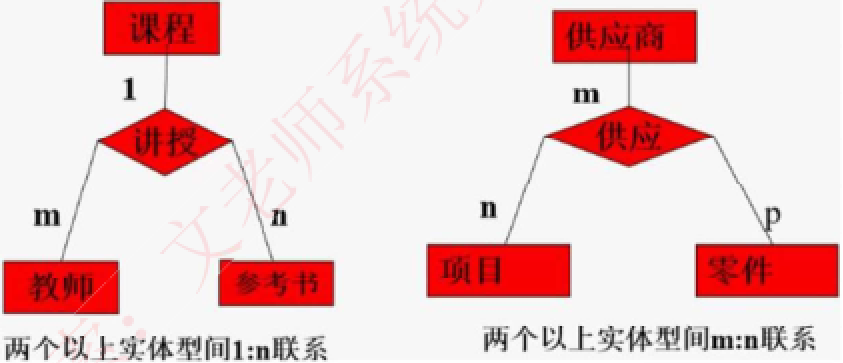 课程
1
讲授
m
n
教师
参考书
两个以上实体型间1:n联系
供应商
m
供应
n
p
项目
零件
两个以上实体型间m:n联系
文老师系统